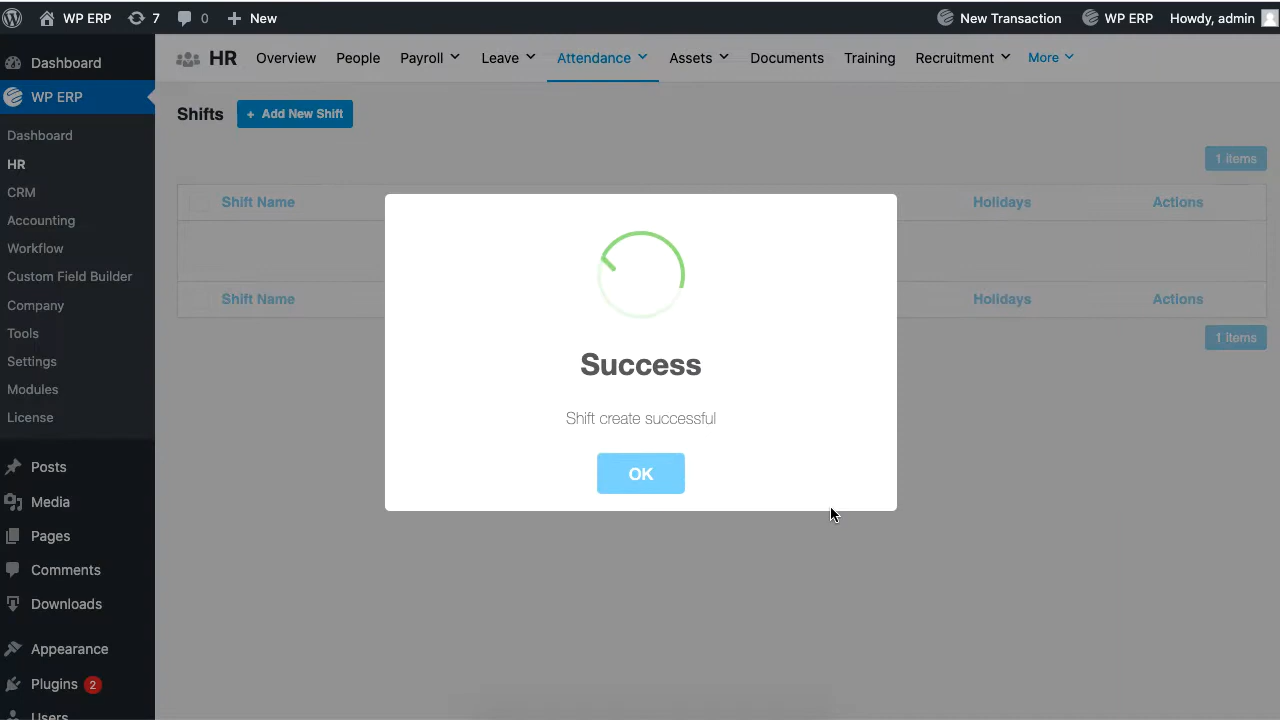 WP ERP 7 0 + New New Transaction WP ERP Howdy, admin
Dashboard
WP ERP
Dashboard
HR
CRM
Accounting
Workflow
Custom Field Builder
Company
Tools
Settings
Modules
License
Posts
Media
Pages
Comments
Downloads
Appearance
Plugins 2
Users
HR Overview People Payroll Leave Attendance Assets Documents Training Recruitment More
Shifts + Add New Shift
1 items
Shift Name Holidays Actions
Shift Name Holidays Actions
1 items
Success
Shift create successful
OK